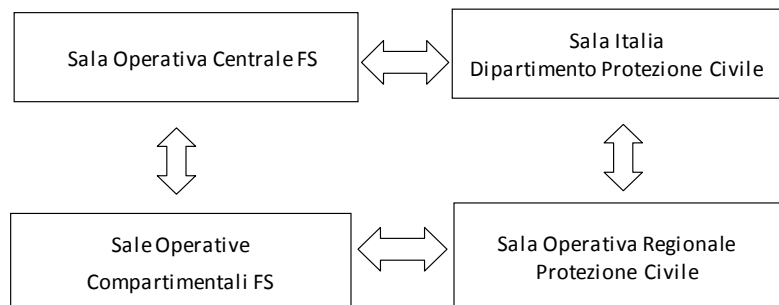 Sala Operativa Centrale FS
Sala Italia
Dipartimento Protezione Civile
Sale Operative
Compartimentali FS
Sala Operativa Regionale
Protezione Civile